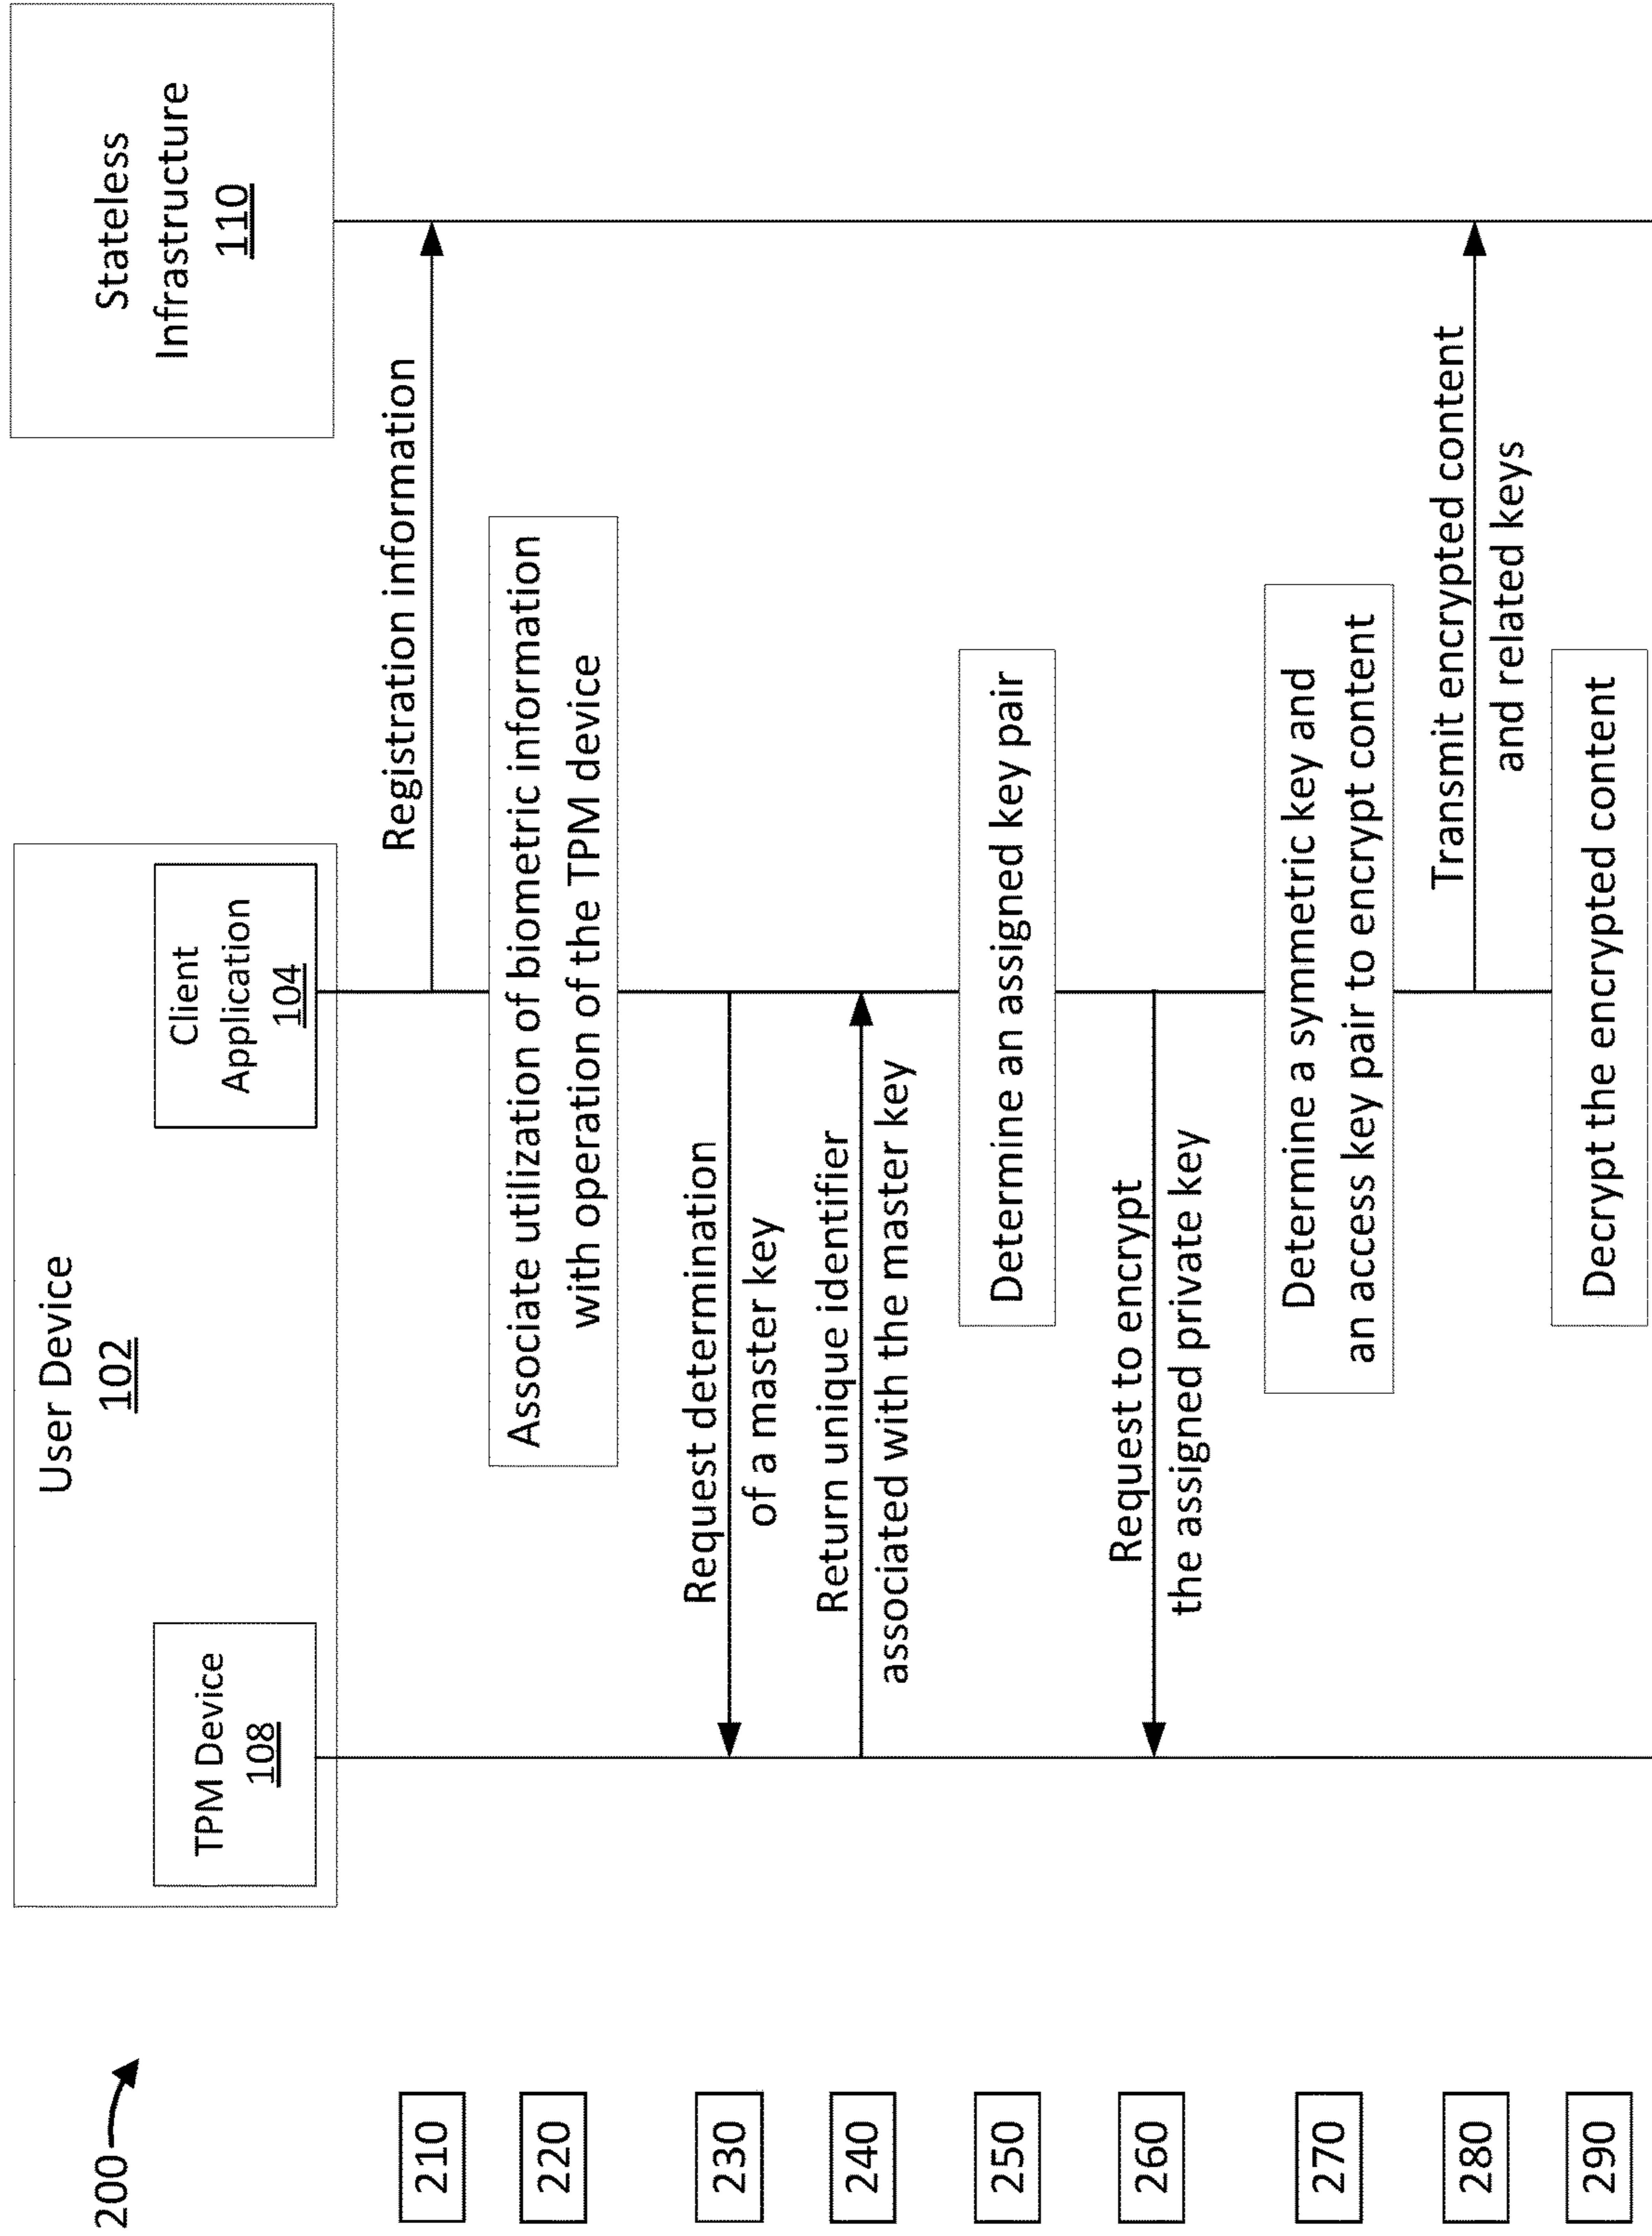 200
User Device
102
TPM Device
108
Client
Application
104
Stateless
Infrastructure
110
210
Registration information
220
Associate utilization of biometric information
with operation of the TPM device
230
Request determination
of a master key
240
Return unique identifier
associated with the master key
250
Determine an assigned key pair
260
Request to encrypt
the assigned private key
270
Determine a symmetric key and
an access key pair to encrypt content
280
Transmit encrypted content
and related keys
290
Decrypt the encrypted content